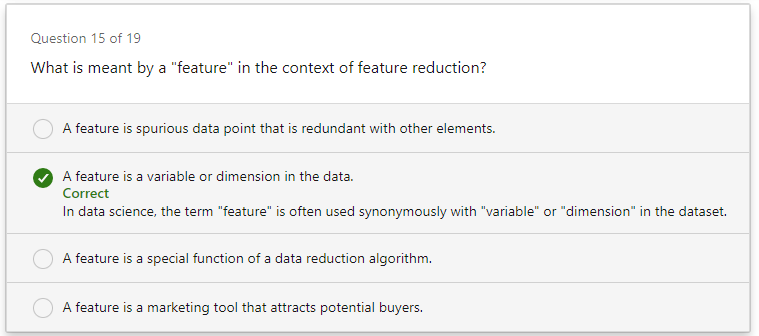 Question 15 of 19
What is meant by a "feature" in the context of feature reduction?
A feature is spurious data point that is redundant with other elements.
A feature is a variable or dimension in the data.
Correct
In data science, the term "feature" is often used synonymously with "variable" or "dimension" in the dataset.
A feature is a special function of a data reduction algorithm.
A feature is a marketing tool that attracts potential buyers.